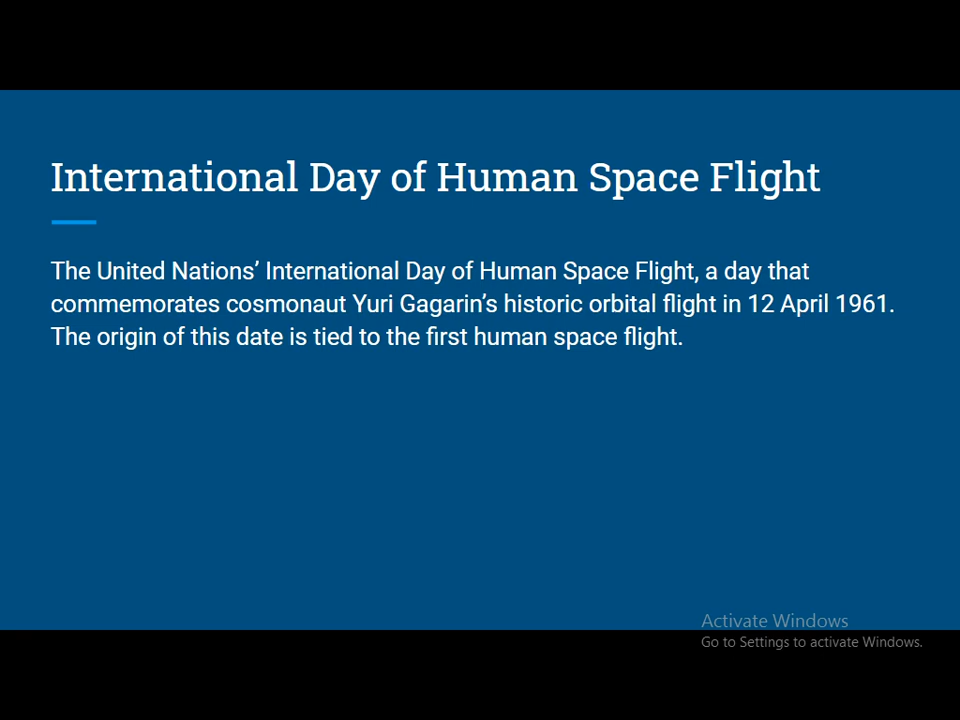 International Day of Human Space Flight
The United Nations’ International Day of Human Space Flight, a day that
commemorates cosmonaut Yuri Gagarin’s historic orbital flight in 12 April 1961.
The origin of this date is tied to the first human space flight.
Activate Windows
Go to Settings to activate Windows.